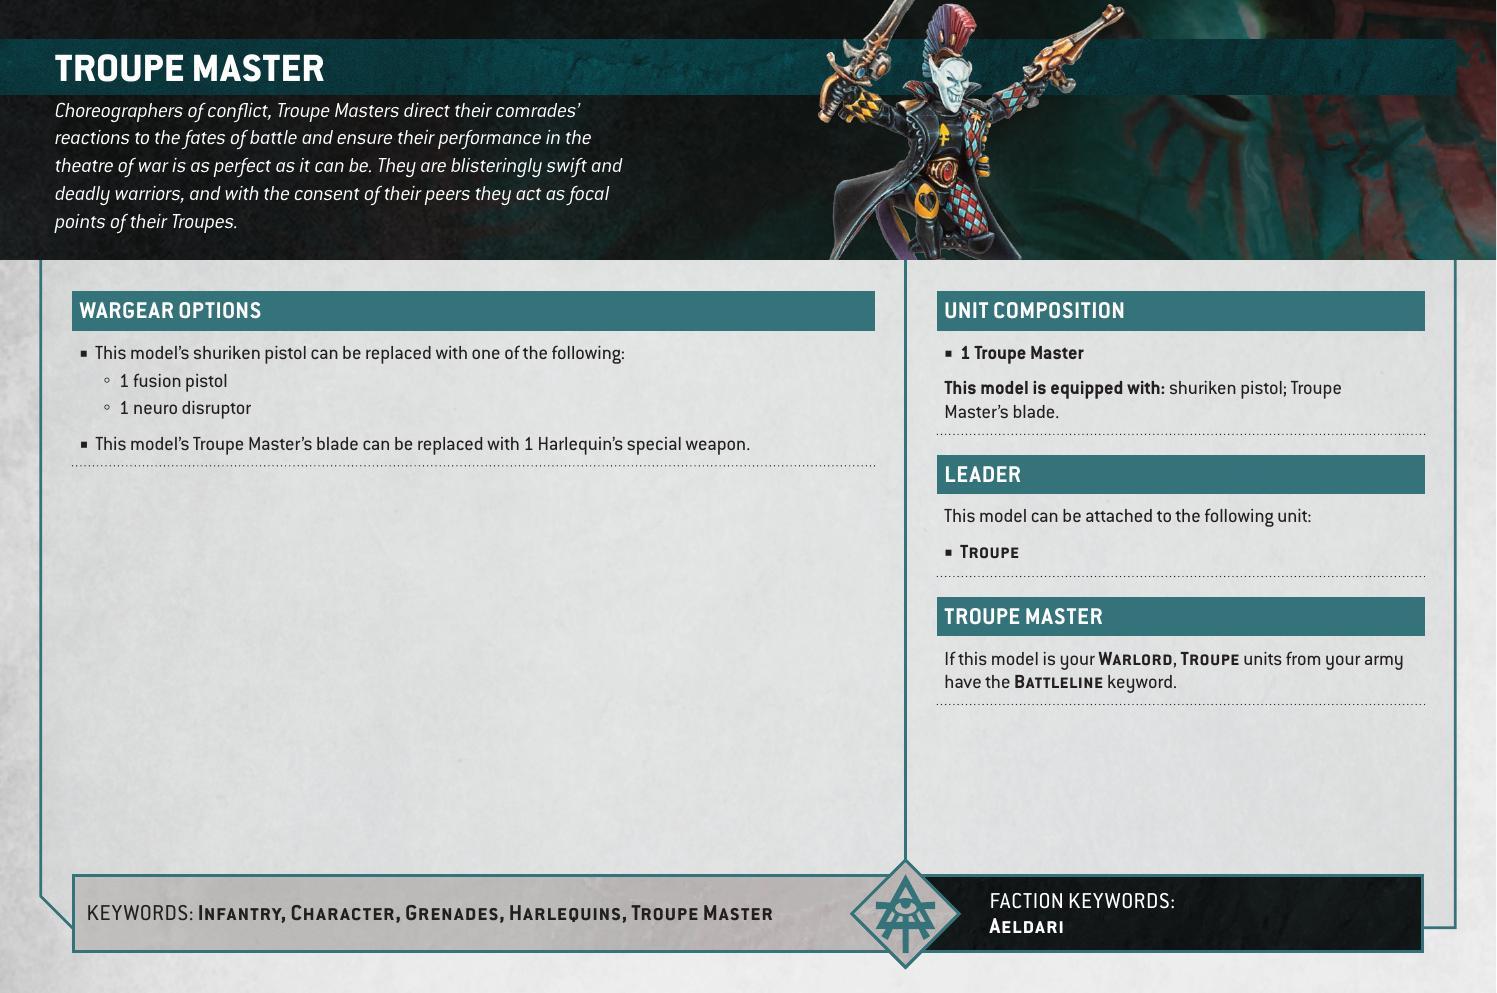 TROUPE MASTER
Choreographers of conflict, Troupe Masters direct their comrades’
reactions to the fates of battle and ensure their performance in the
theatre of war is as perfect as it can be. They are blisteringly swift and
deadly warriors, and with the consent of their peers they act as focal
points of their Troupes.
WARGEAR OPTIONS
■ This model’s shuriken pistol can be replaced with one of the following:
◦ 1 fusion pistol
◦ 1 neuro disruptor
■ This model’s Troupe Master’s blade can be replaced with 1 Harlequin’s special weapon.
UNIT COMPOSITION
■ 1 Troupe Master
This model is equipped with: shuriken pistol; Troupe
Master’s blade.
LEADER
This model can be attached to the following unit:
■ Troupe
TROUPE MASTER
If this model is your Warlord, Troupe units from your army
have the Battleline keyword.
KEYWORDS: Infantry, Character, Grenades, Harlequins, Troupe Master
FACTION KEYWORDS:
Aeldari